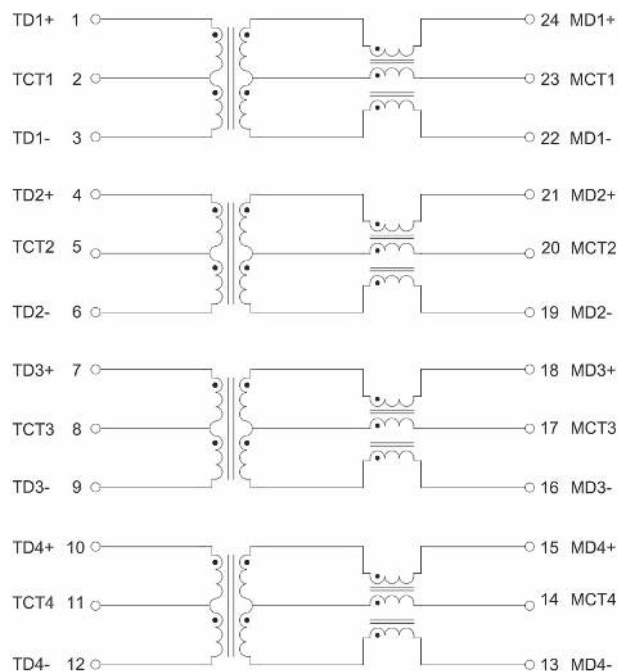 TD1+ 1 24 MD1+
TCT1 2 23 MCT1
TD1- 3 22 MD1-
TD2+ 4 21 MD2+
TCT2 5 20 MCT2
TD2- 6 19 MD2-
TD3+ 7 18 MD3+
TCT3 8 17 MCT3
TD3- 9 16 MD3-
TD4+ 10 15 MD4+
TCT4 11 14 MCT4
TD4- 12 13 MD4-